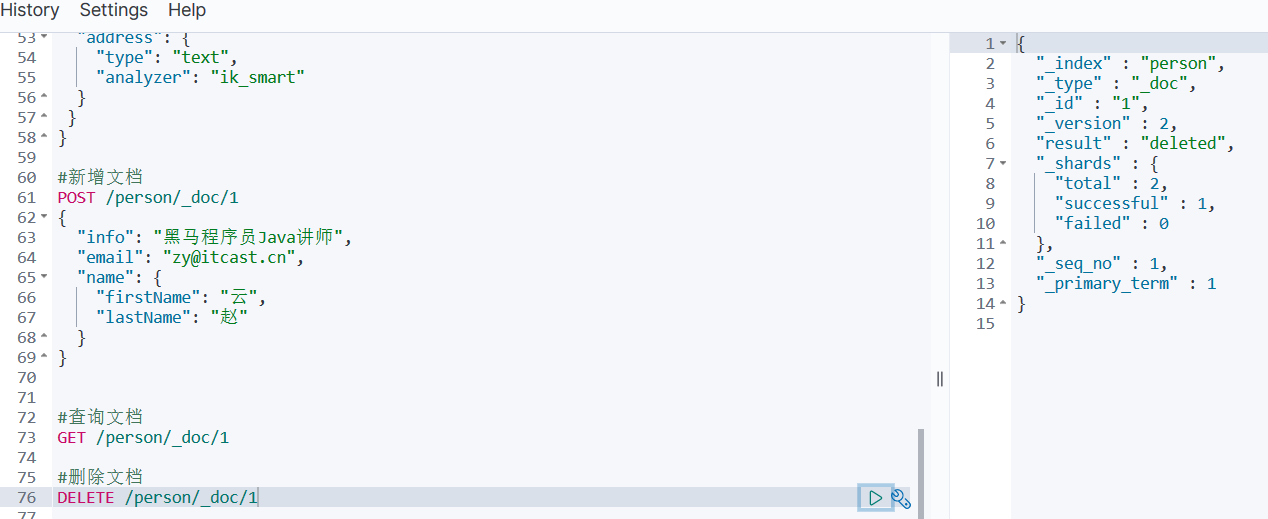 History Settings Help
53 "address": {
54 "type": "text",
55 "analyzer": "ik_smart"
56 }
57 }
58 }
59
60 #新增文档
61 POST /person/_doc/1
62 {
63 "info": "黑马程序员Java讲师",
64 "email": "zy@itcast.cn",
65 "name": {
66 "firstName": "云",
67 "lastName": "赵"
68 }
69 }
70
71
72 #查询文档
73 GET /person/_doc/1
74
75 #删除文档
76 DELETE /person/_doc/1
77
1 {
2 "_index" : "person",
3 "_type" : "_doc",
4 "_id" : "1",
5 "_version" : 2,
6 "result" : "deleted",
7 "_shards" : {
8 "total" : 2,
9 "successful" : 1,
10 "failed" : 0
11 },
12 "_seq_no" : 1,
13 "_primary_term" : 1
14 }
15